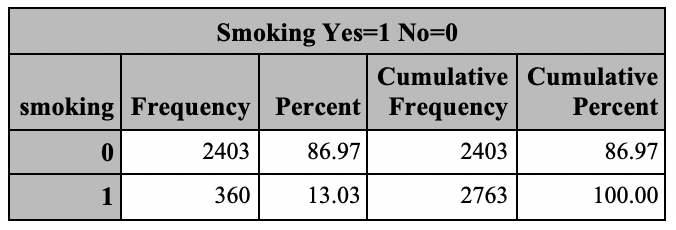 Smoking Yes=1 No=0
Cumulative Cumulative
smoking Frequency Percent Frequency Percent
0 2403 86.97 2403 86.97
1 360 13.03 2763 100.00